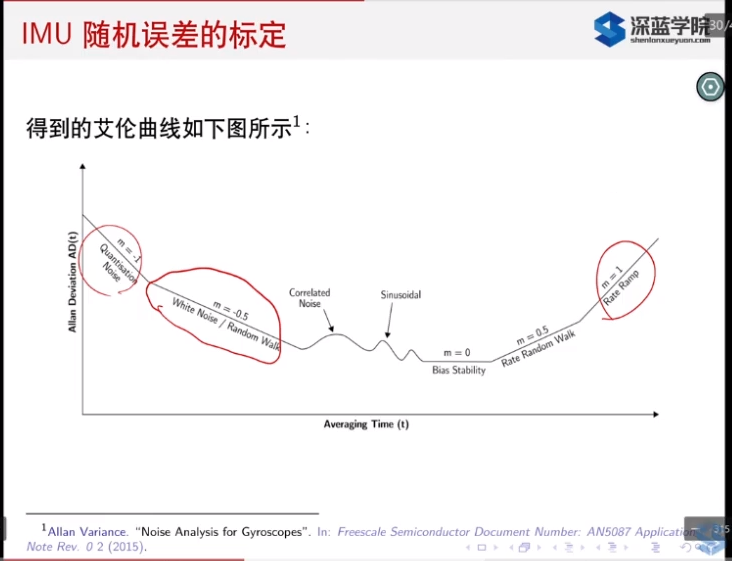 IMU 随机误差的标定
深蓝学院
shenlanxueyuan.com
30/4
得到的艾伦曲线如下图所示1:
Allan Deviation AD(t)
m = -1
Quantisation
Noise
m = -0.5
White Noise / Random Walk
Correlated
Noise
Sinusoidal
m = 0
Bias Stability
m = 0.5
Rate Random Walk
m = 1
Rate Ramp
Averaging Time (t)
1Allan Variance. “Noise Analysis for Gyroscopes”. In: Freescale Semiconductor Document Number: AN5087 Application
Note Rev. 0 2 (2015).